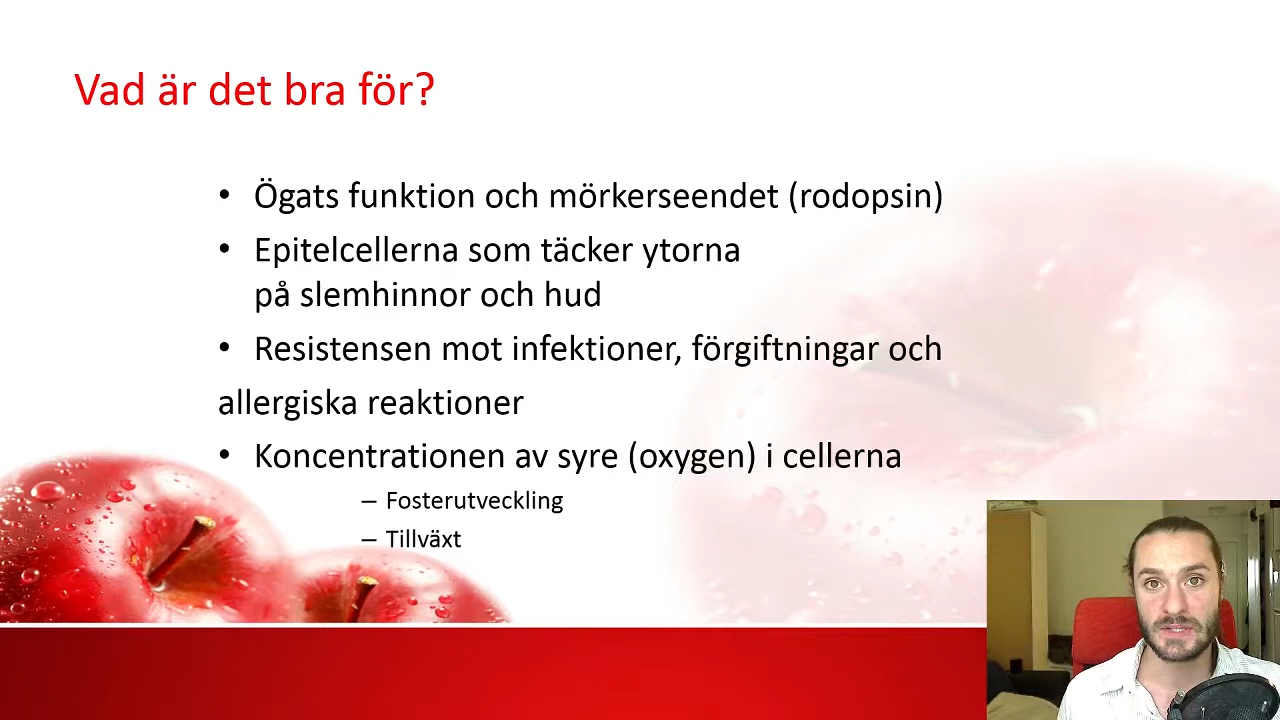 Vad är det bra för?
• Ögats funktion och mörkerseendet (rodopsin)
• Epitelcellerna som täcker ytorna
på slemhinnor och hud
• Resistensen mot infektioner, förgiftningar och
allergiska reaktioner
• Koncentrationen av syre (oxygen) i cellerna
– Fosterutveckling
– Tillväxt